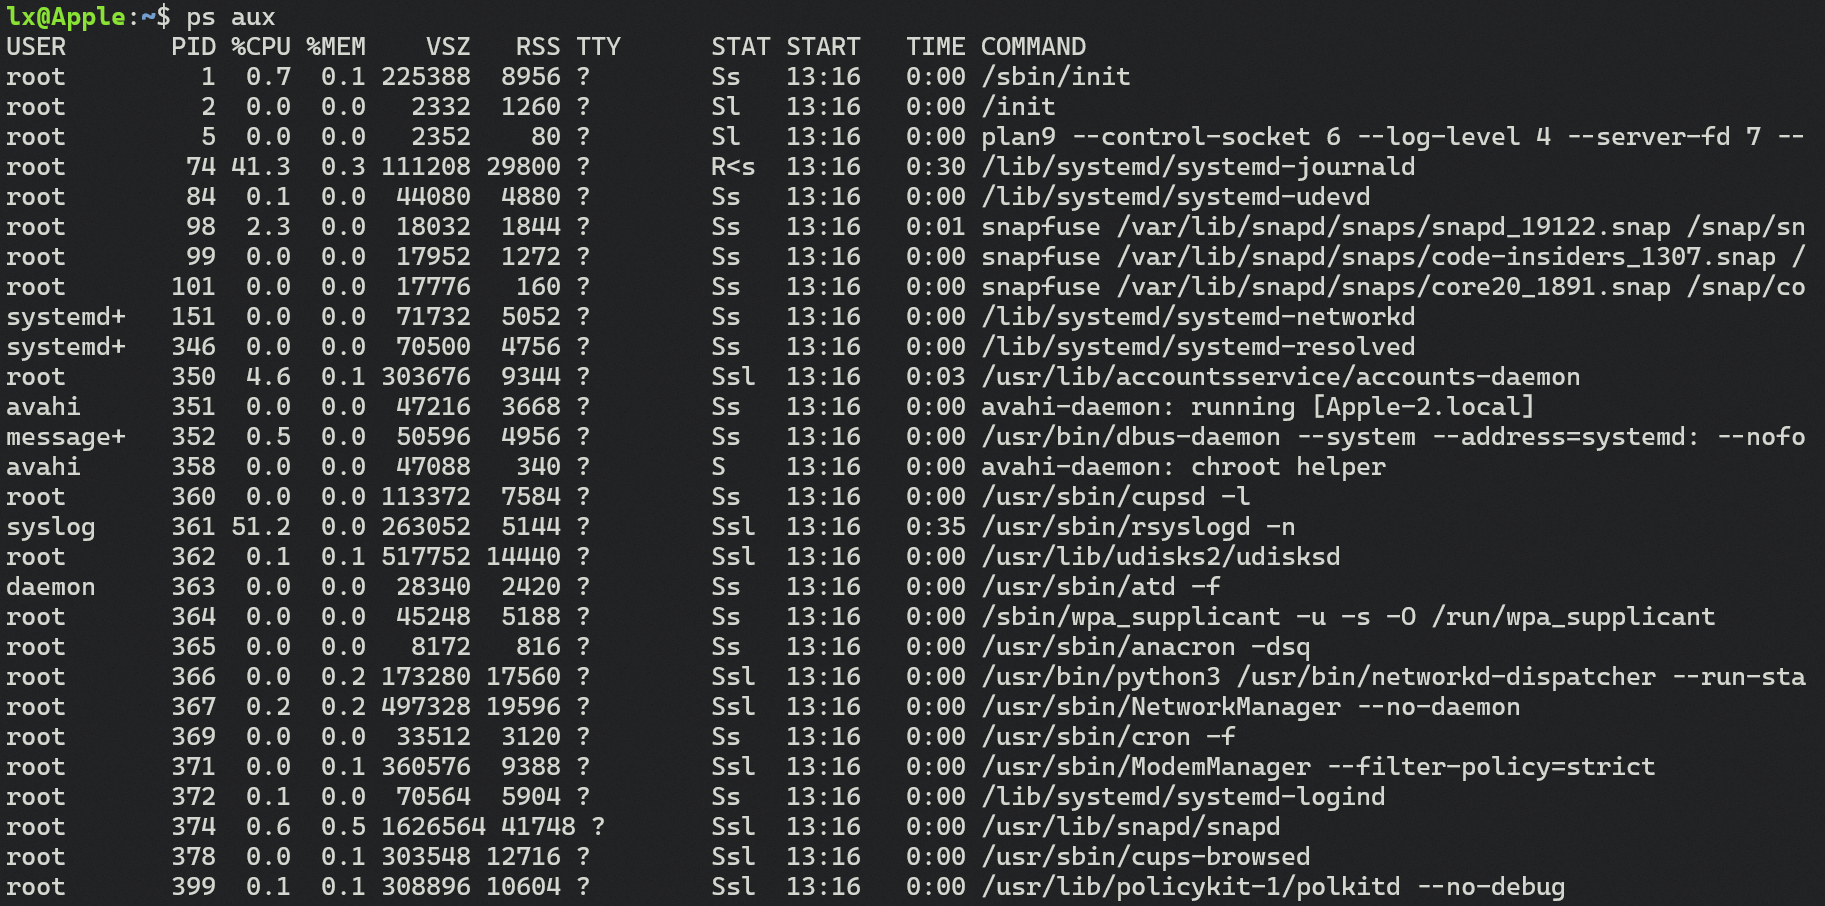 lx@Apple:~$ ps aux
USER       PID %CPU %MEM    VSZ   RSS TTY      STAT START   TIME COMMAND
root         1  0.7  0.1 225388  8956 ?        Ss   13:16   0:00 /sbin/init
root         2  0.0  0.0   2332  1260 ?        Sl   13:16   0:00 /init
root         5  0.0  0.0   2352    80 ?        Sl   13:16   0:00 plan9 --control-socket 6 --log-level 4 --server-fd 7 --
root        74 41.3  0.3 111208 29800 ?        R<s  13:16   0:30 /lib/systemd/systemd-journald
root        84  0.1  0.0  44080  4880 ?        Ss   13:16   0:00 /lib/systemd/systemd-udevd
root        98  2.3  0.0  18032  1844 ?        Ss   13:16   0:01 snapfuse /var/lib/snapd/snaps/snapd_19122.snap /snap/sn
root        99  0.0  0.0  17952  1272 ?        Ss   13:16   0:00 snapfuse /var/lib/snapd/snaps/code-insiders_1307.snap /
root       101  0.0  0.0  17776   160 ?        Ss   13:16   0:00 snapfuse /var/lib/snapd/snaps/core20_1891.snap /snap/co
systemd+   151  0.0  0.0  71732  5052 ?        Ss   13:16   0:00 /lib/systemd/systemd-networkd
systemd+   346  0.0  0.0  70500  4756 ?        Ss   13:16   0:00 /lib/systemd/systemd-resolved
root       350  4.6  0.1 303676  9344 ?        Ssl  13:16   0:03 /usr/lib/accountsservice/accounts-daemon
avahi      351  0.0  0.0  47216  3668 ?        Ss   13:16   0:00 avahi-daemon: running [Apple-2.local]
message+   352  0.5  0.0  50596  4956 ?        Ss   13:16   0:00 /usr/bin/dbus-daemon --system --address=systemd: --nofo
avahi      358  0.0  0.0  47088   340 ?        S    13:16   0:00 avahi-daemon: chroot helper
root       360  0.0  0.0 113372  7584 ?        Ss   13:16   0:00 /usr/sbin/cupsd -l
syslog     361 51.2  0.0 263052  5144 ?        Ssl  13:16   0:35 /usr/sbin/rsyslogd -n
root       362  0.1  0.1 517752 14440 ?        Ssl  13:16   0:00 /usr/lib/udisks2/udisksd
daemon     363  0.0  0.0  28340  2420 ?        Ss   13:16   0:00 /usr/sbin/atd -f
root       364  0.0  0.0  45248  5188 ?        Ss   13:16   0:00 /sbin/wpa_supplicant -u -s -O /run/wpa_supplicant
root       365  0.0  0.0   8172   816 ?        Ss   13:16   0:00 /usr/sbin/anacron -dsq
root       366  0.0  0.2 173280 17560 ?        Ssl  13:16   0:00 /usr/bin/python3 /usr/bin/networkd-dispatcher --run-sta
root       367  0.2  0.2 497328 19596 ?        Ssl  13:16   0:00 /usr/sbin/NetworkManager --no-daemon
root       369  0.0  0.0  33512  3120 ?        Ss   13:16   0:00 /usr/sbin/cron -f
root       371  0.0  0.1 360576  9388 ?        Ssl  13:16   0:00 /usr/sbin/ModemManager --filter-policy=strict
root       372  0.1  0.0  70564  5904 ?        Ss   13:16   0:00 /lib/systemd/systemd-logind
root       374  0.6  0.5 1626564 41748 ?       Ssl  13:16   0:00 /usr/lib/snapd/snapd
root       378  0.0  0.1 303548 12716 ?        Ssl  13:16   0:00 /usr/sbin/cups-browsed
root       399  0.1  0.1 308896 10604 ?        Ssl  13:16   0:00 /usr/lib/policykit-1/polkitd --no-debug